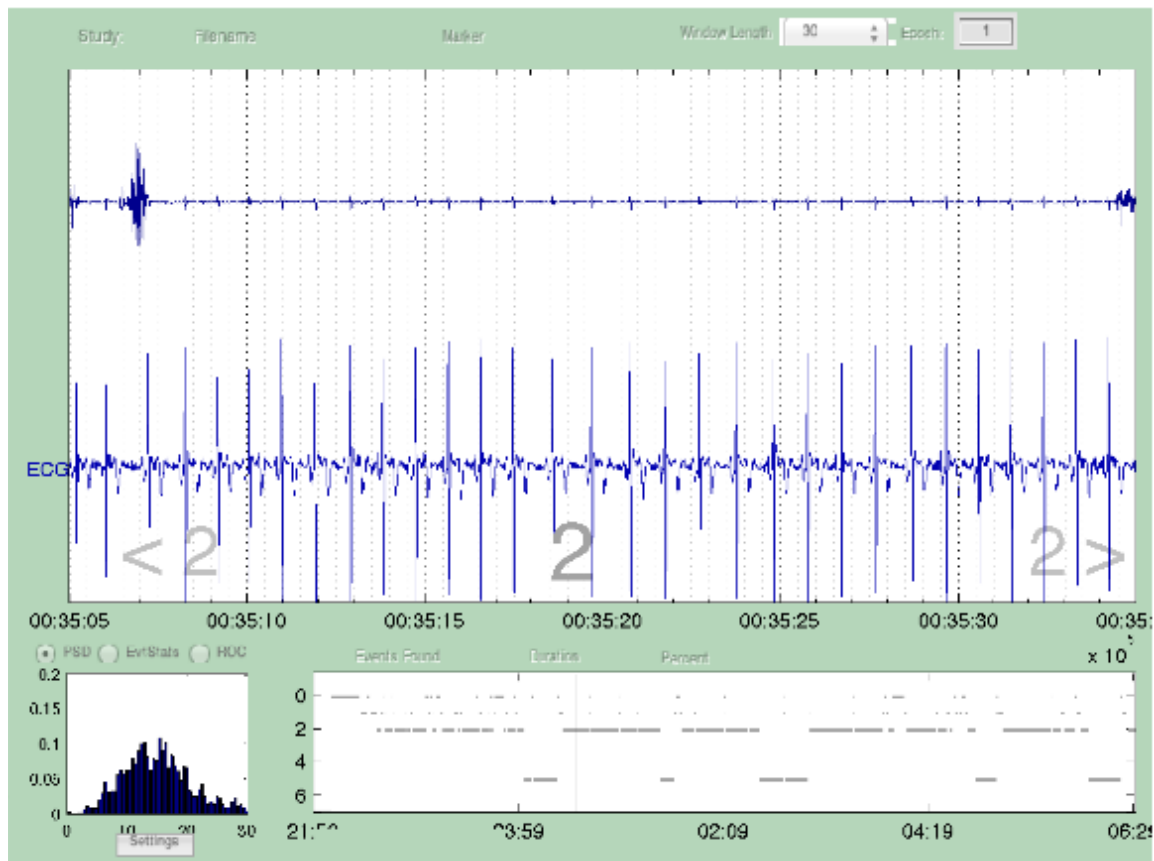 Study: Filename Marker Window Length 30 Epoch: 1
ECG
< 2 2 2 >
00:35:05 00:35:10 00:35:15 00:35:20 00:35:25 00:35:30 00:35:
PSD EvtStats ROC Events Found Duration Percent x 10
0.2
0.15
0.1
0.05
0
0 10 20 30
Settings
0
2
4
6
02:09 04:19